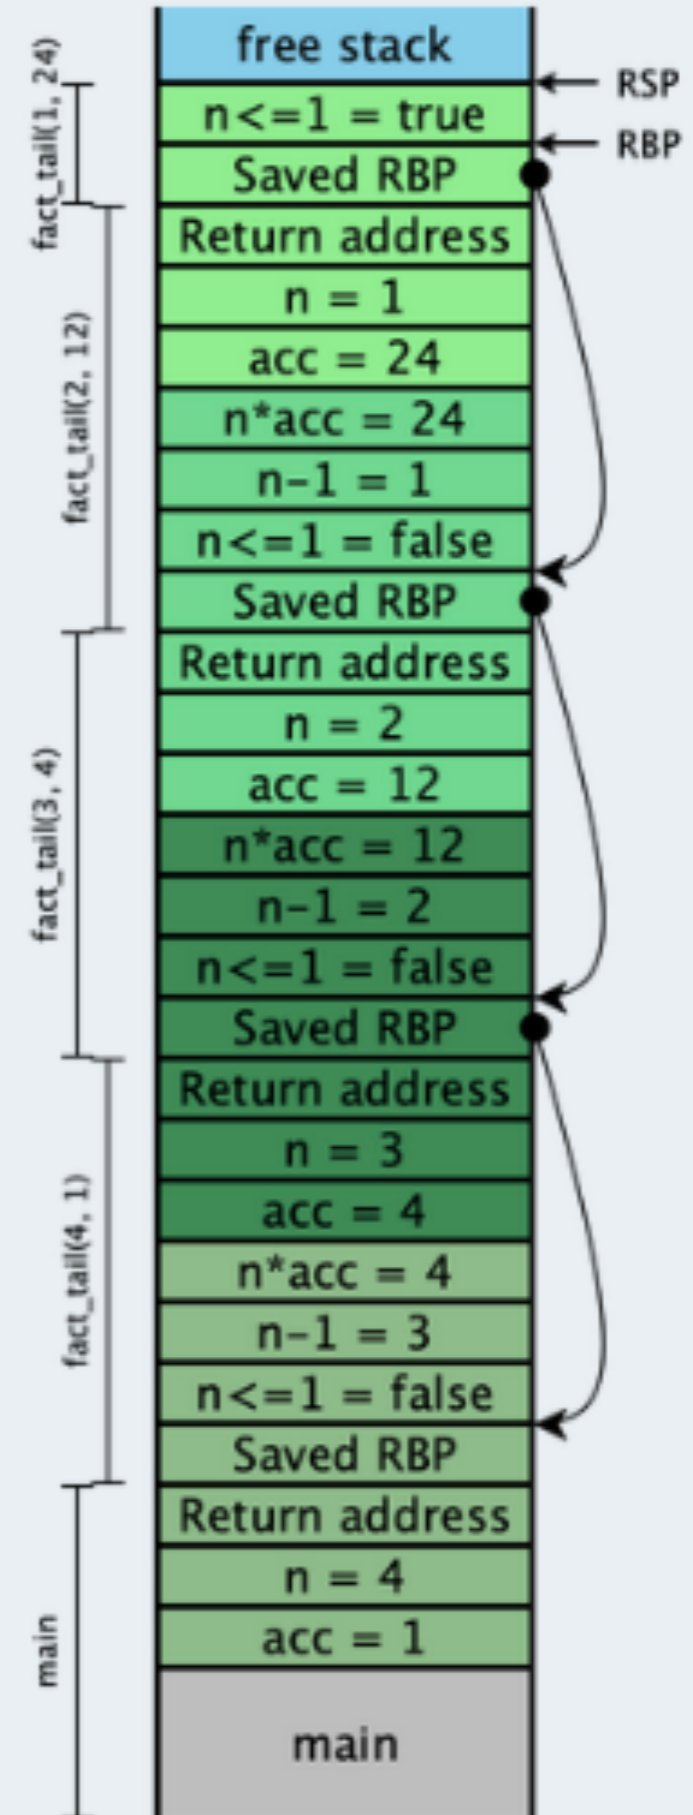 free stack
RSP
n<=1 = true
RBP
Saved RBP
fact_tail(1, 24)
Return address
n = 1
acc = 24
n*acc = 24
n-1 = 1
n<=1 = false
Saved RBP
fact_tail(2, 12)
Return address
n = 2
acc = 12
n*acc = 12
n-1 = 2
n<=1 = false
Saved RBP
fact_tail(3, 4)
Return address
n = 3
acc = 4
n*acc = 4
n-1 = 3
n<=1 = false
Saved RBP
fact_tail(4, 1)
Return address
n = 4
acc = 1
main
main